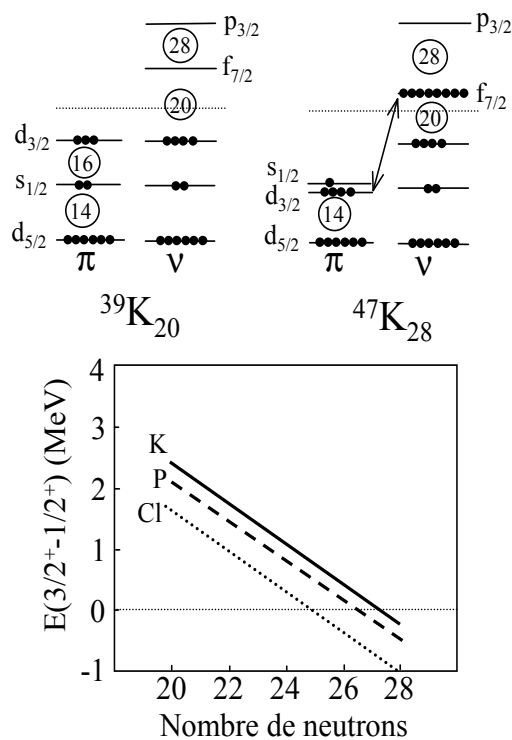 p3/2
28
f7/2
20
d3/2
16
s1/2
14
d5/2
π ν
³⁹K₂₀
p3/2
28
f7/2
20
s1/2
d3/2
14
π ν
⁴⁷K₂₈
E(3/2⁺-1/2⁺) (MeV)
4
3
2
1
0
-1
K
P
Cl
20 22 24 26 28
Nombre de neutrons